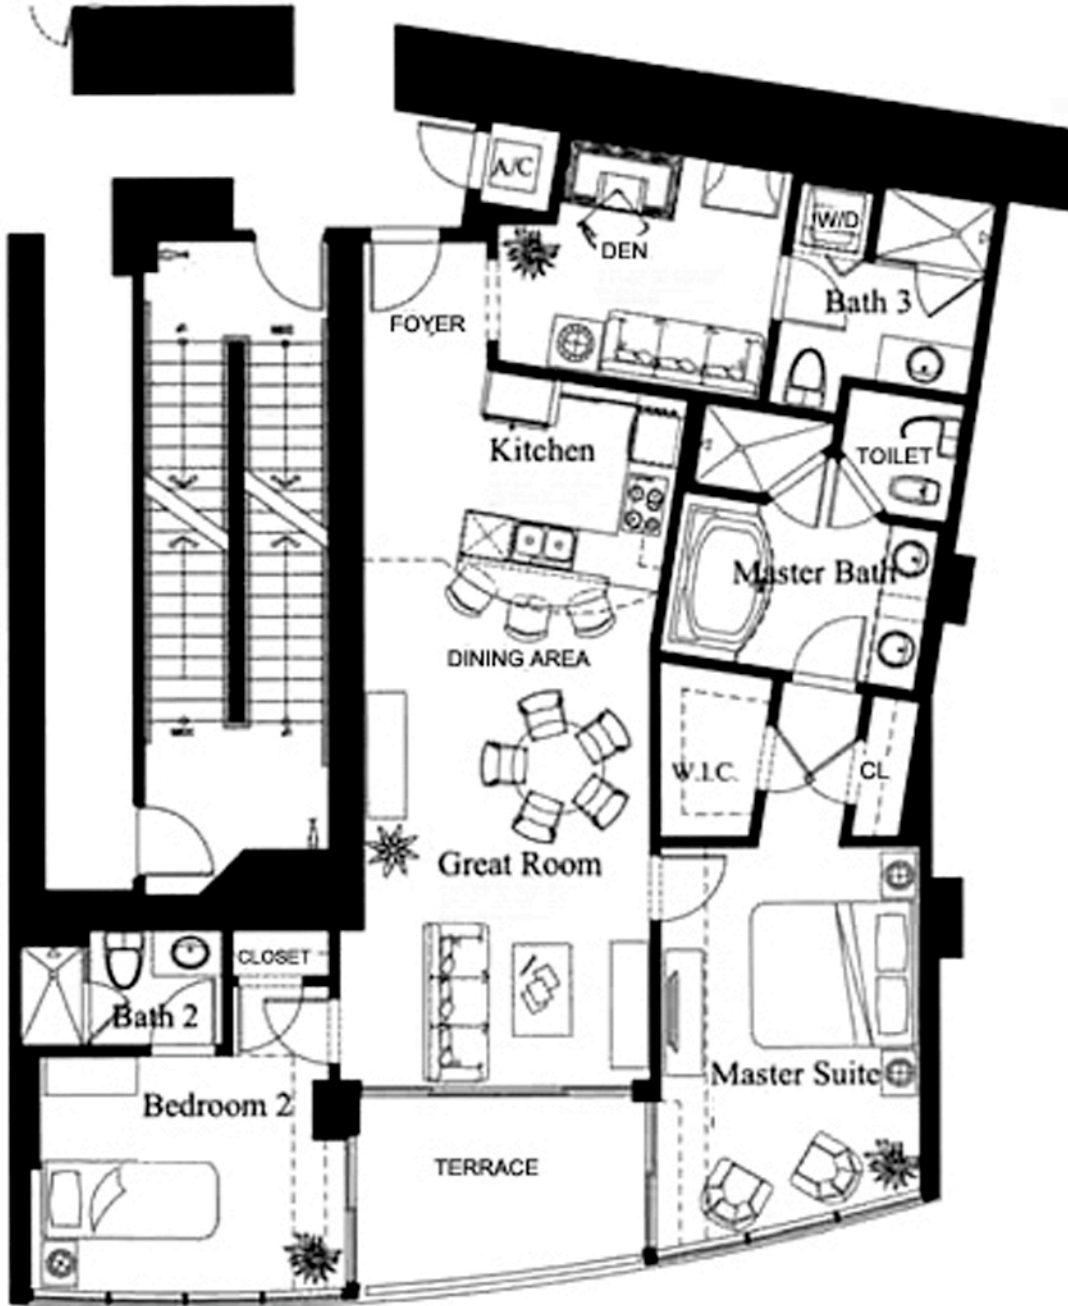 A/C
W/D
DEN
Bath 3
FOYER
Kitchen
TOILET
Master Bath
DINING AREA
W.I.C.
CL
Great Room
CLOSET
Bath 2
Master Suite
Bedroom 2
TERRACE